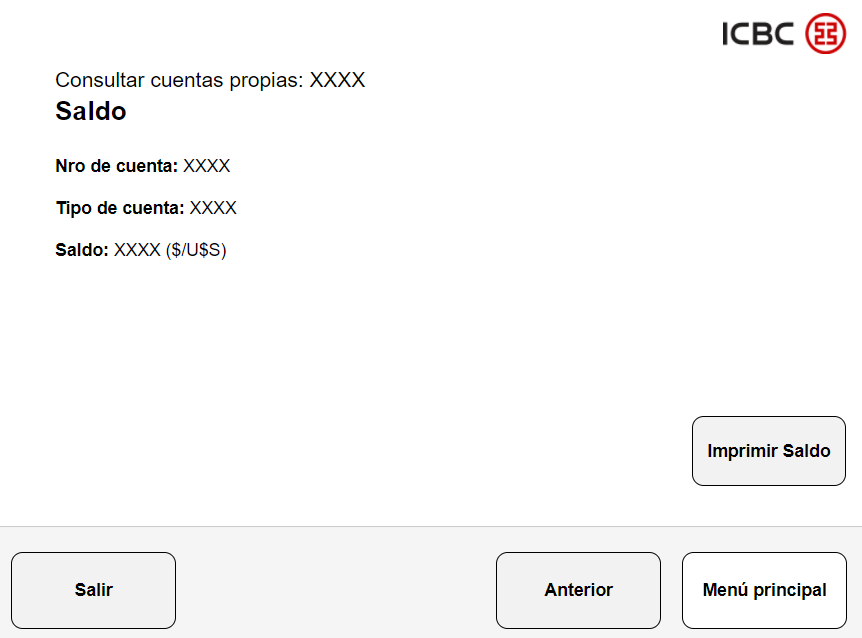 ICBC
Consultar cuentas propias: XXXX
Saldo
Nro de cuenta: XXXX
Tipo de cuenta: XXXX
Saldo: XXXX ($/U$S)
Imprimir Saldo
Salir
Anterior
Menú principal